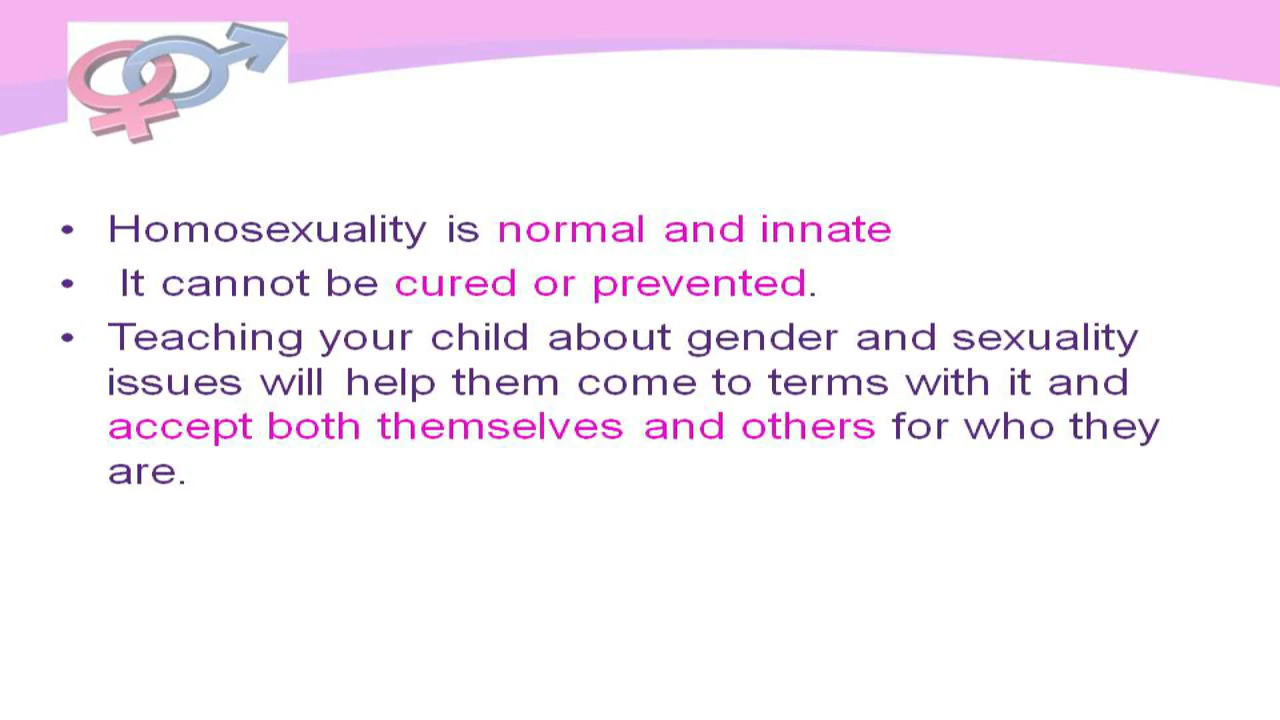 • Homosexuality is normal and innate
• It cannot be cured or prevented.
• Teaching your child about gender and sexuality
issues will help them come to terms with it and
accept both themselves and others for who they
are.